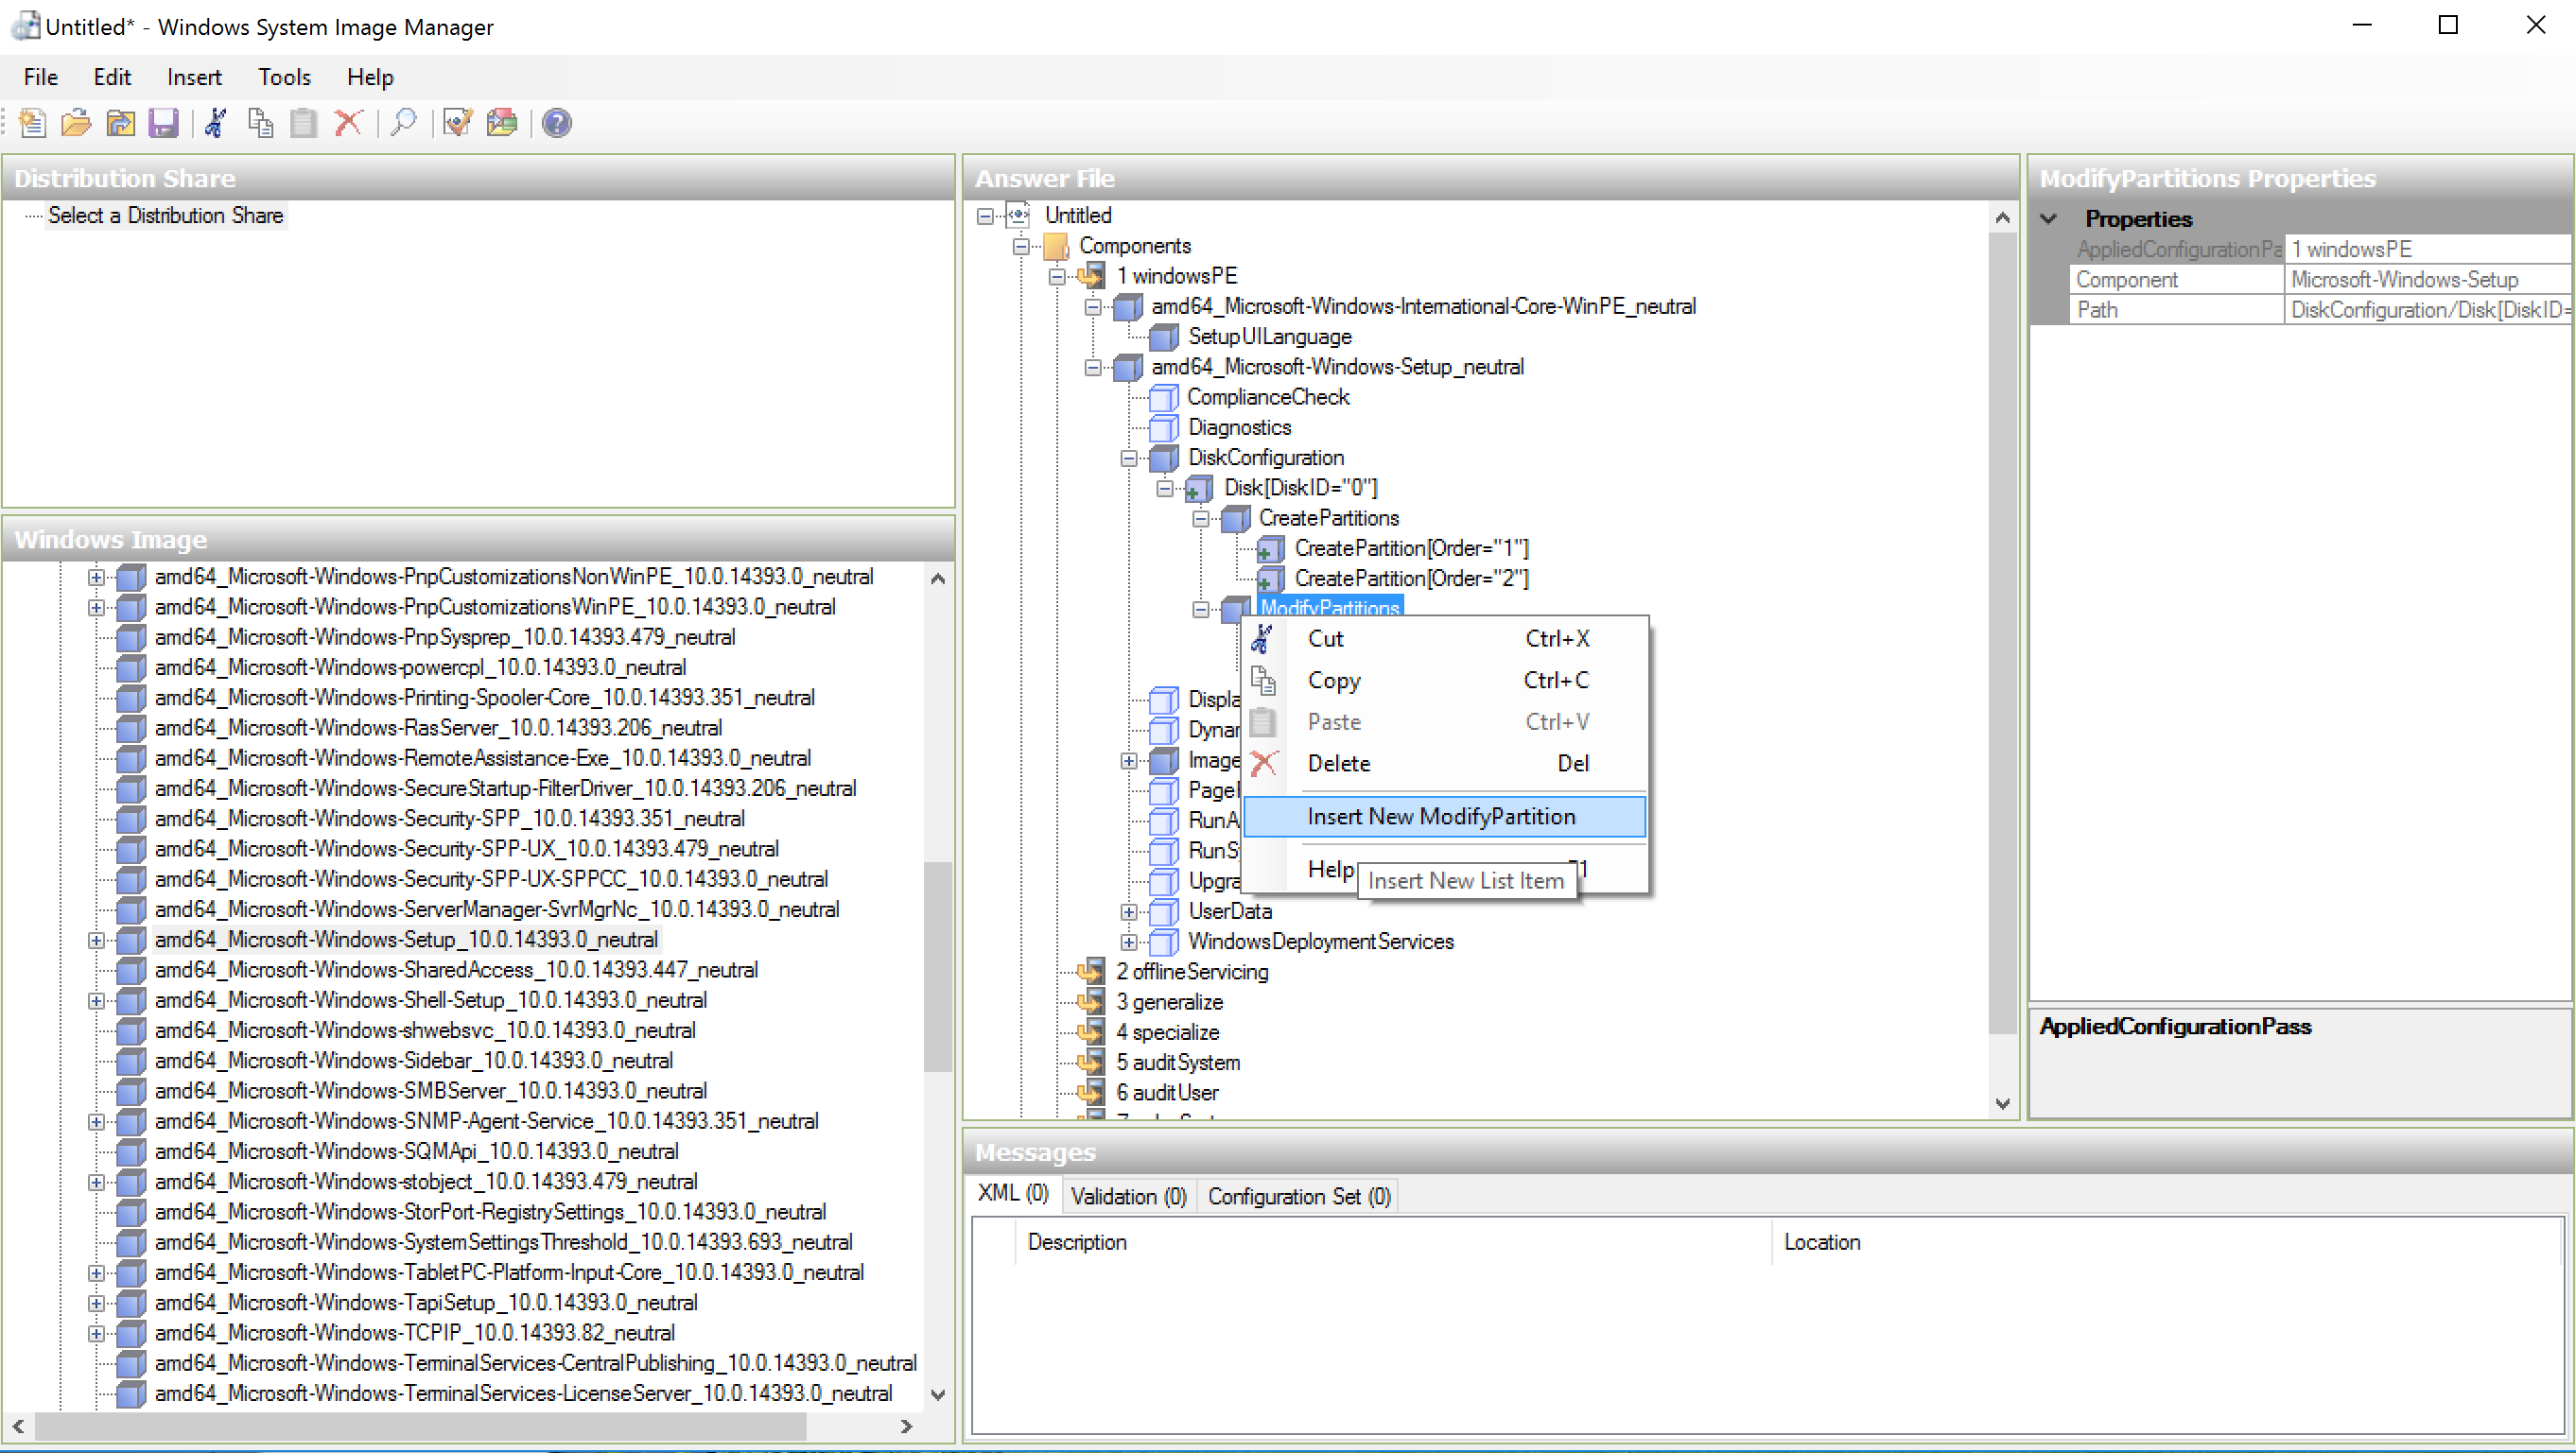 Untitled* - Windows System Image Manager
File Edit Insert Tools Help
Distribution Share
Select a Distribution Share
Windows Image
amd64_Microsoft-Windows-PnpCustomizationsNonWinPE_10.0.14393.0_neutral
amd64_Microsoft-Windows-PnpCustomizationsWinPE_10.0.14393.0_neutral
amd64_Microsoft-Windows-PnpSysprep_10.0.14393.479_neutral
amd64_Microsoft-Windows-powercpl_10.0.14393.0_neutral
amd64_Microsoft-Windows-Printing-Spooler-Core_10.0.14393.351_neutral
amd64_Microsoft-Windows-RasServer_10.0.14393.206_neutral
amd64_Microsoft-Windows-RemoteAssistance-Exe_10.0.14393.0_neutral
amd64_Microsoft-Windows-SecureStartup-FilterDriver_10.0.14393.206_neutral
amd64_Microsoft-Windows-Security-SPP_10.0.14393.351_neutral
amd64_Microsoft-Windows-Security-SPP-UX_10.0.14393.479_neutral
amd64_Microsoft-Windows-Security-SPP-UX-SPPCC_10.0.14393.0_neutral
amd64_Microsoft-Windows-ServerManager-SvrMgrNc_10.0.14393.0_neutral
amd64_Microsoft-Windows-Setup_10.0.14393.0_neutral
amd64_Microsoft-Windows-SharedAccess_10.0.14393.447_neutral
amd64_Microsoft-Windows-Shell-Setup_10.0.14393.0_neutral
amd64_Microsoft-Windows-shwebsvc_10.0.14393.0_neutral
amd64_Microsoft-Windows-Sidebar_10.0.14393.0_neutral
amd64_Microsoft-Windows-SMBServer_10.0.14393.0_neutral
amd64_Microsoft-Windows-SNMP-Agent-Service_10.0.14393.351_neutral
amd64_Microsoft-Windows-SQMApi_10.0.14393.0_neutral
amd64_Microsoft-Windows-stobject_10.0.14393.479_neutral
amd64_Microsoft-Windows-StorPort-RegistrySettings_10.0.14393.0_neutral
amd64_Microsoft-Windows-SystemSettingsThreshold_10.0.14393.693_neutral
amd64_Microsoft-Windows-TabletPC-Platform-Input-Core_10.0.14393.0_neutral
amd64_Microsoft-Windows-TapiSetup_10.0.14393.0_neutral
amd64_Microsoft-Windows-TCPIP_10.0.14393.82_neutral
amd64_Microsoft-Windows-TerminalServices-CentralPublishing_10.0.14393.0_neutral
amd64_Microsoft-Windows-TerminalServices-LicenseServer_10.0.14393.0_neutral
Answer File
Untitled
Components
1 windowsPE
amd64_Microsoft-Windows-International-Core-WinPE_neutral
SetupUILanguage
amd64_Microsoft-Windows-Setup_neutral
ComplianceCheck
Diagnostics
DiskConfiguration
Disk[DiskID="0"]
CreatePartitions
CreatePartition[Order="1"]
CreatePartition[Order="2"]
ModifyPartitions
Displa
Dynar
Image
Page
RunA
RunS
Upgra
UserData
WindowsDeploymentServices
2 offlineServicing
3 generalize
4 specialize
5 auditSystem
6 auditUser
Cut Ctrl+X
Copy Ctrl+C
Paste Ctrl+V
Delete Del
Insert New ModifyPartition
Help
Insert New List Item
ModifyPartitions Properties
Properties
AppliedConfigurationPa 1 windowsPE
Component Microsoft-Windows-Setup
Path DiskConfiguration/Disk[DiskID=
AppliedConfigurationPass
Messages
XML (0) Validation (0) Configuration Set (0)
Description Location